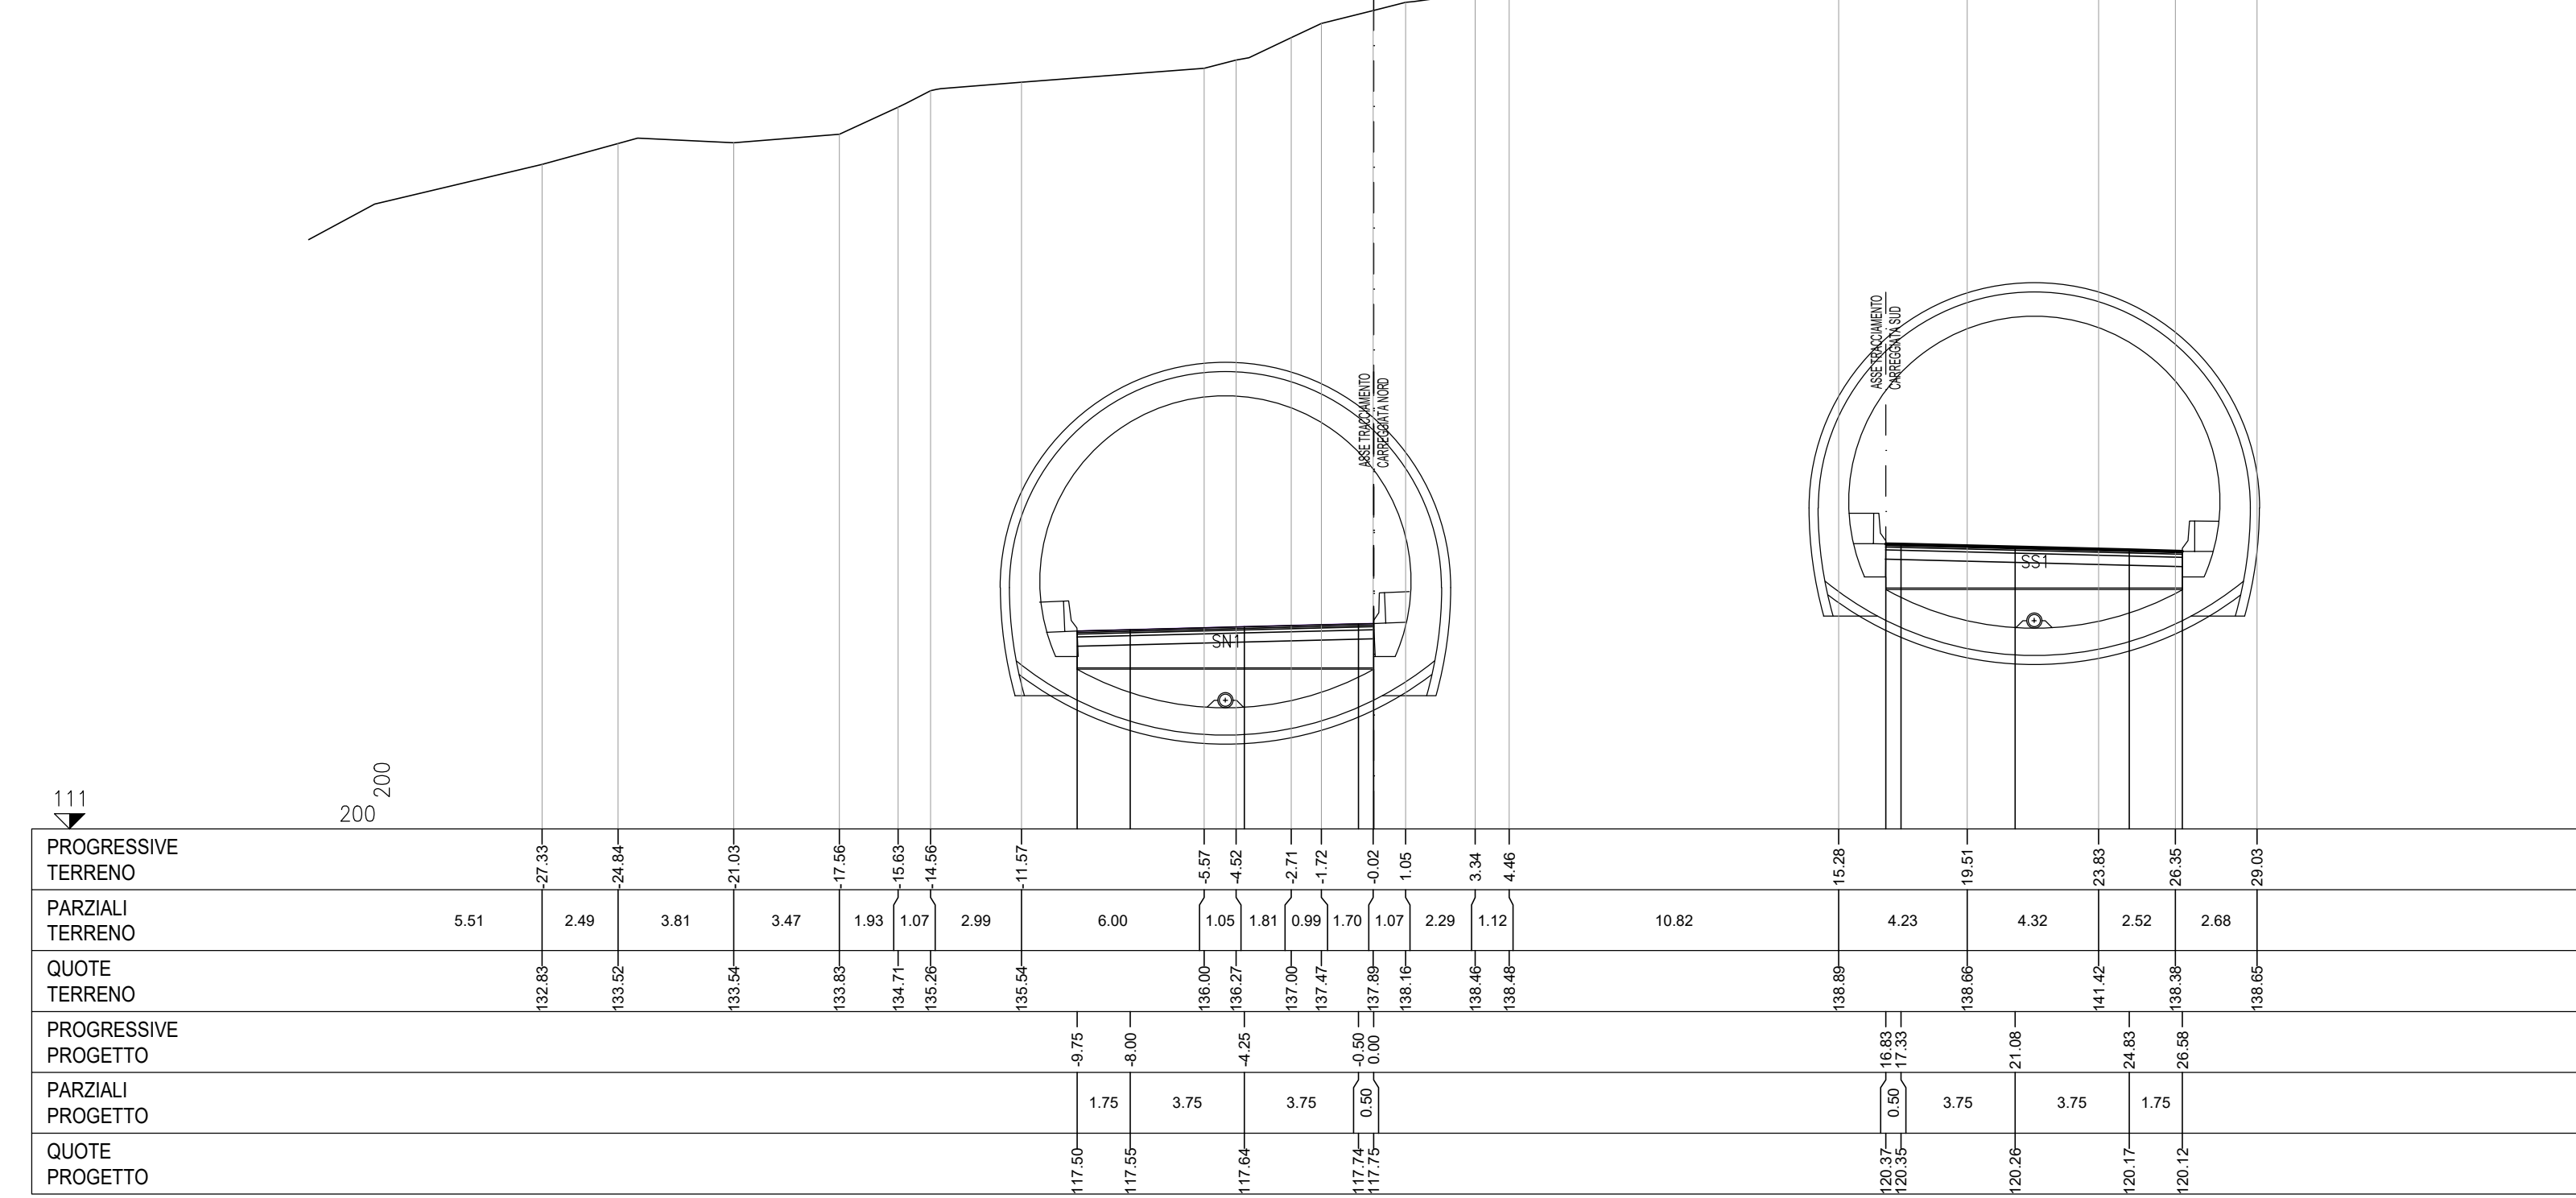 ASSE TRACCIAMENTO
CARREGGIATA SUD
ASSE TRACCIAMENTO
CARREGGIATA NORD
SS1
SN1
200
111
200
PROGRESSIVE
TERRENO
-27.33 -24.84 -21.03 -17.56 -15.63 -14.56 -11.57 -5.57 -4.52 -2.71 -1.72 -0.02 1.05 3.34 4.46 15.28 19.51 23.83 26.35 29.03
PARZIALI
TERRENO
5.51 2.49 3.81 3.47 1.93 1.07 2.99 6.00 1.05 1.81 0.99 1.70 1.07 2.29 1.12 10.82 4.23 4.32 2.52 2.68
QUOTE
TERRENO
132.83 133.52 133.54 133.83 134.71 135.26 135.54 136.00 136.27 137.00 137.47 137.89 138.16 138.46 138.48 138.89 138.66 141.42 138.38 138.65
PROGRESSIVE
PROGETTO
-9.75 -8.00 -4.25 -0.50 0.00 16.83 17.33 21.08 24.83 26.58
PARZIALI
PROGETTO
1.75 3.75 3.75 0.50 0.50 3.75 3.75 1.75
QUOTE
PROGETTO
117.50 117.55 117.64 117.74 117.75 120.37 120.35 120.26 120.17 120.12